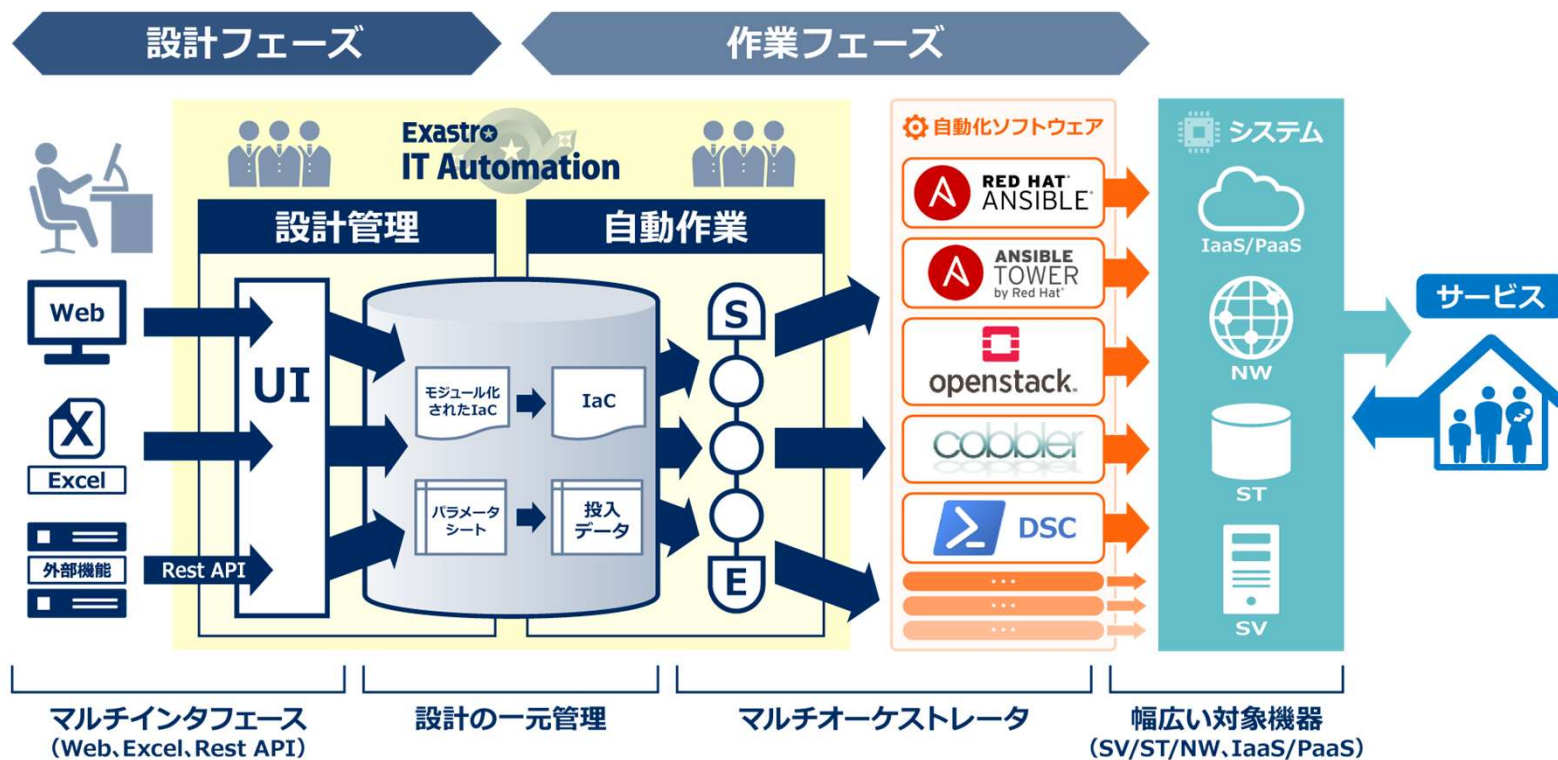 設計フェーズ
作業フェーズ
Exastro
IT Automation
自動化ソフトウェア
システム
設計管理
自動作業
RED HAT®
ANSIBLE®
IaaS/PaaS
ANSIBLE
TOWER
by Red Hat®
Web
UI
S
サービス
モジュール化
されたIaC
IaC
openstack.
NW
Excel
cobbler
ST
パラメータ
シート
投入
データ
DSC
外部機能
Rest API
E
...
...
...
SV
マルチインタフェース
(Web、Excel、Rest API)
設計の一元管理
マルチオーケストレータ
幅広い対象機器
(SV/ST/NW、IaaS/PaaS)